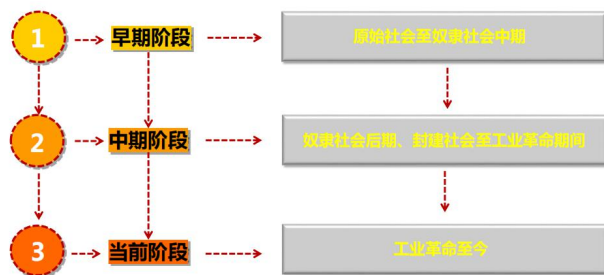 1
早期阶段
原始社会至奴隶社会中期
2
中期阶段
奴隶社会后期、封建社会至工业革命期间
3
当前阶段
工业革命至今